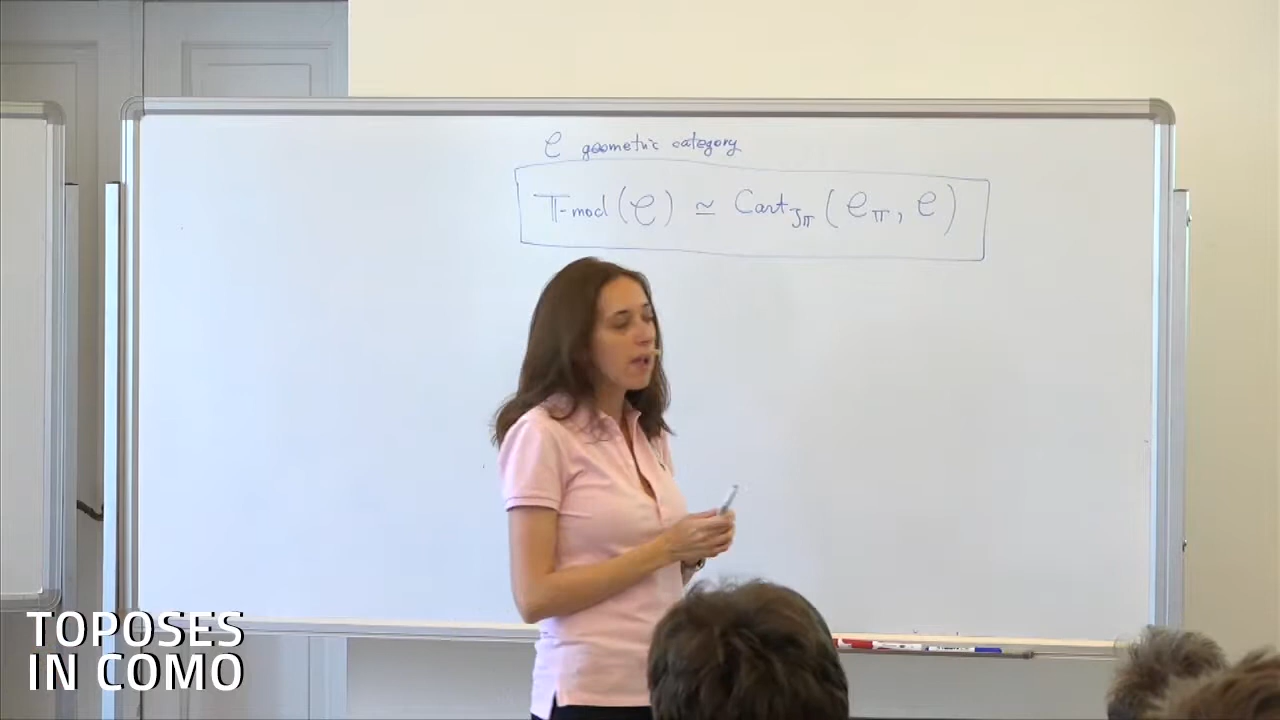 𝒞 geometric category
𝕋-mod(𝒞) ≃ Cart_{J_𝕋}(𝒞_𝕋, 𝒞)
TOPOSES
IN COMO